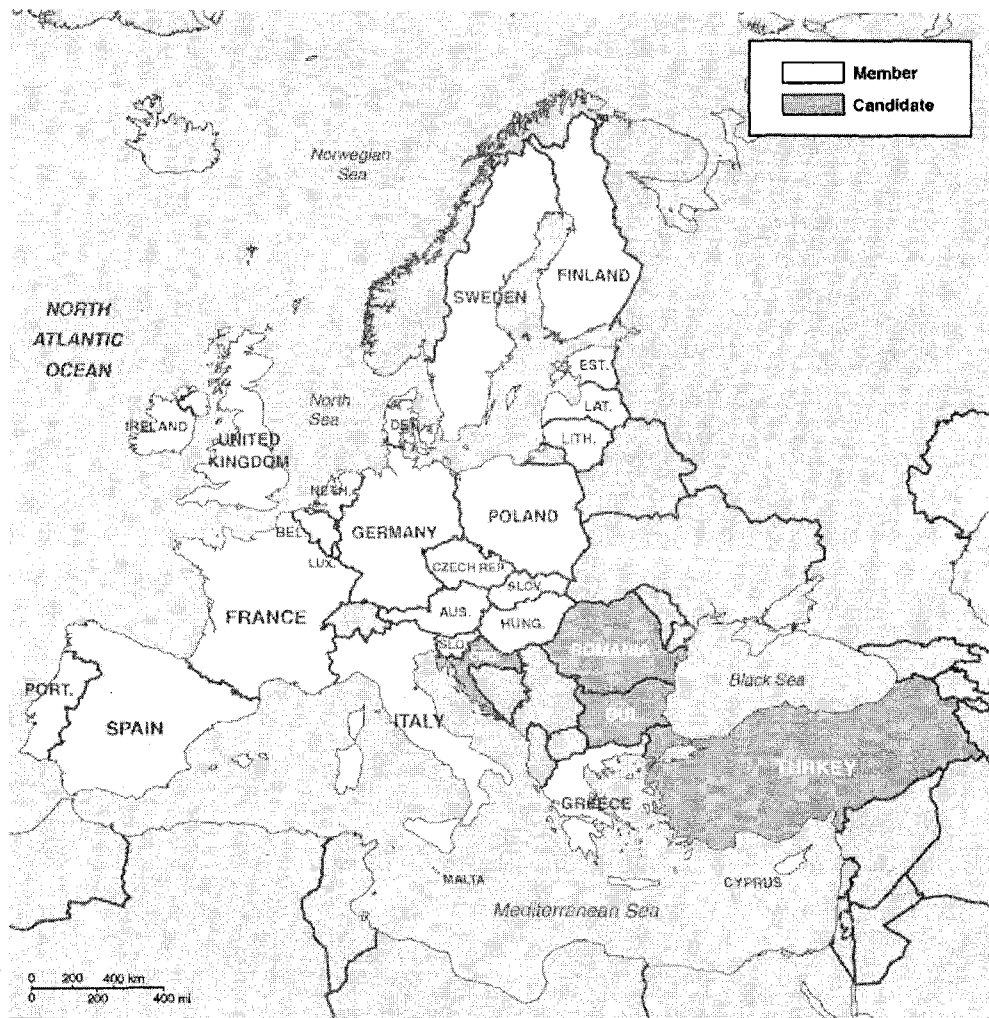 Member
Candidate
Norwegian
Sea
FINLAND
SWEDEN
NORTH
ATLANTIC
OCEAN
EST.
North
Sea
LAT.
DEN.
IRELAND
LITH.
UNITED
KINGDOM
NETH.
POLAND
BEL.
GERMANY
LUX.
CZECH REP.
SLOV.
AUS.
FRANCE
HUNG.
SLO.
ROMANIA
Black Sea
PORT.
BUL.
ITALY
SPAIN
TURKEY
GREECE
MALTA
CYPRUS
Mediterranean Sea
0 200 400 km
0 200 400 mi